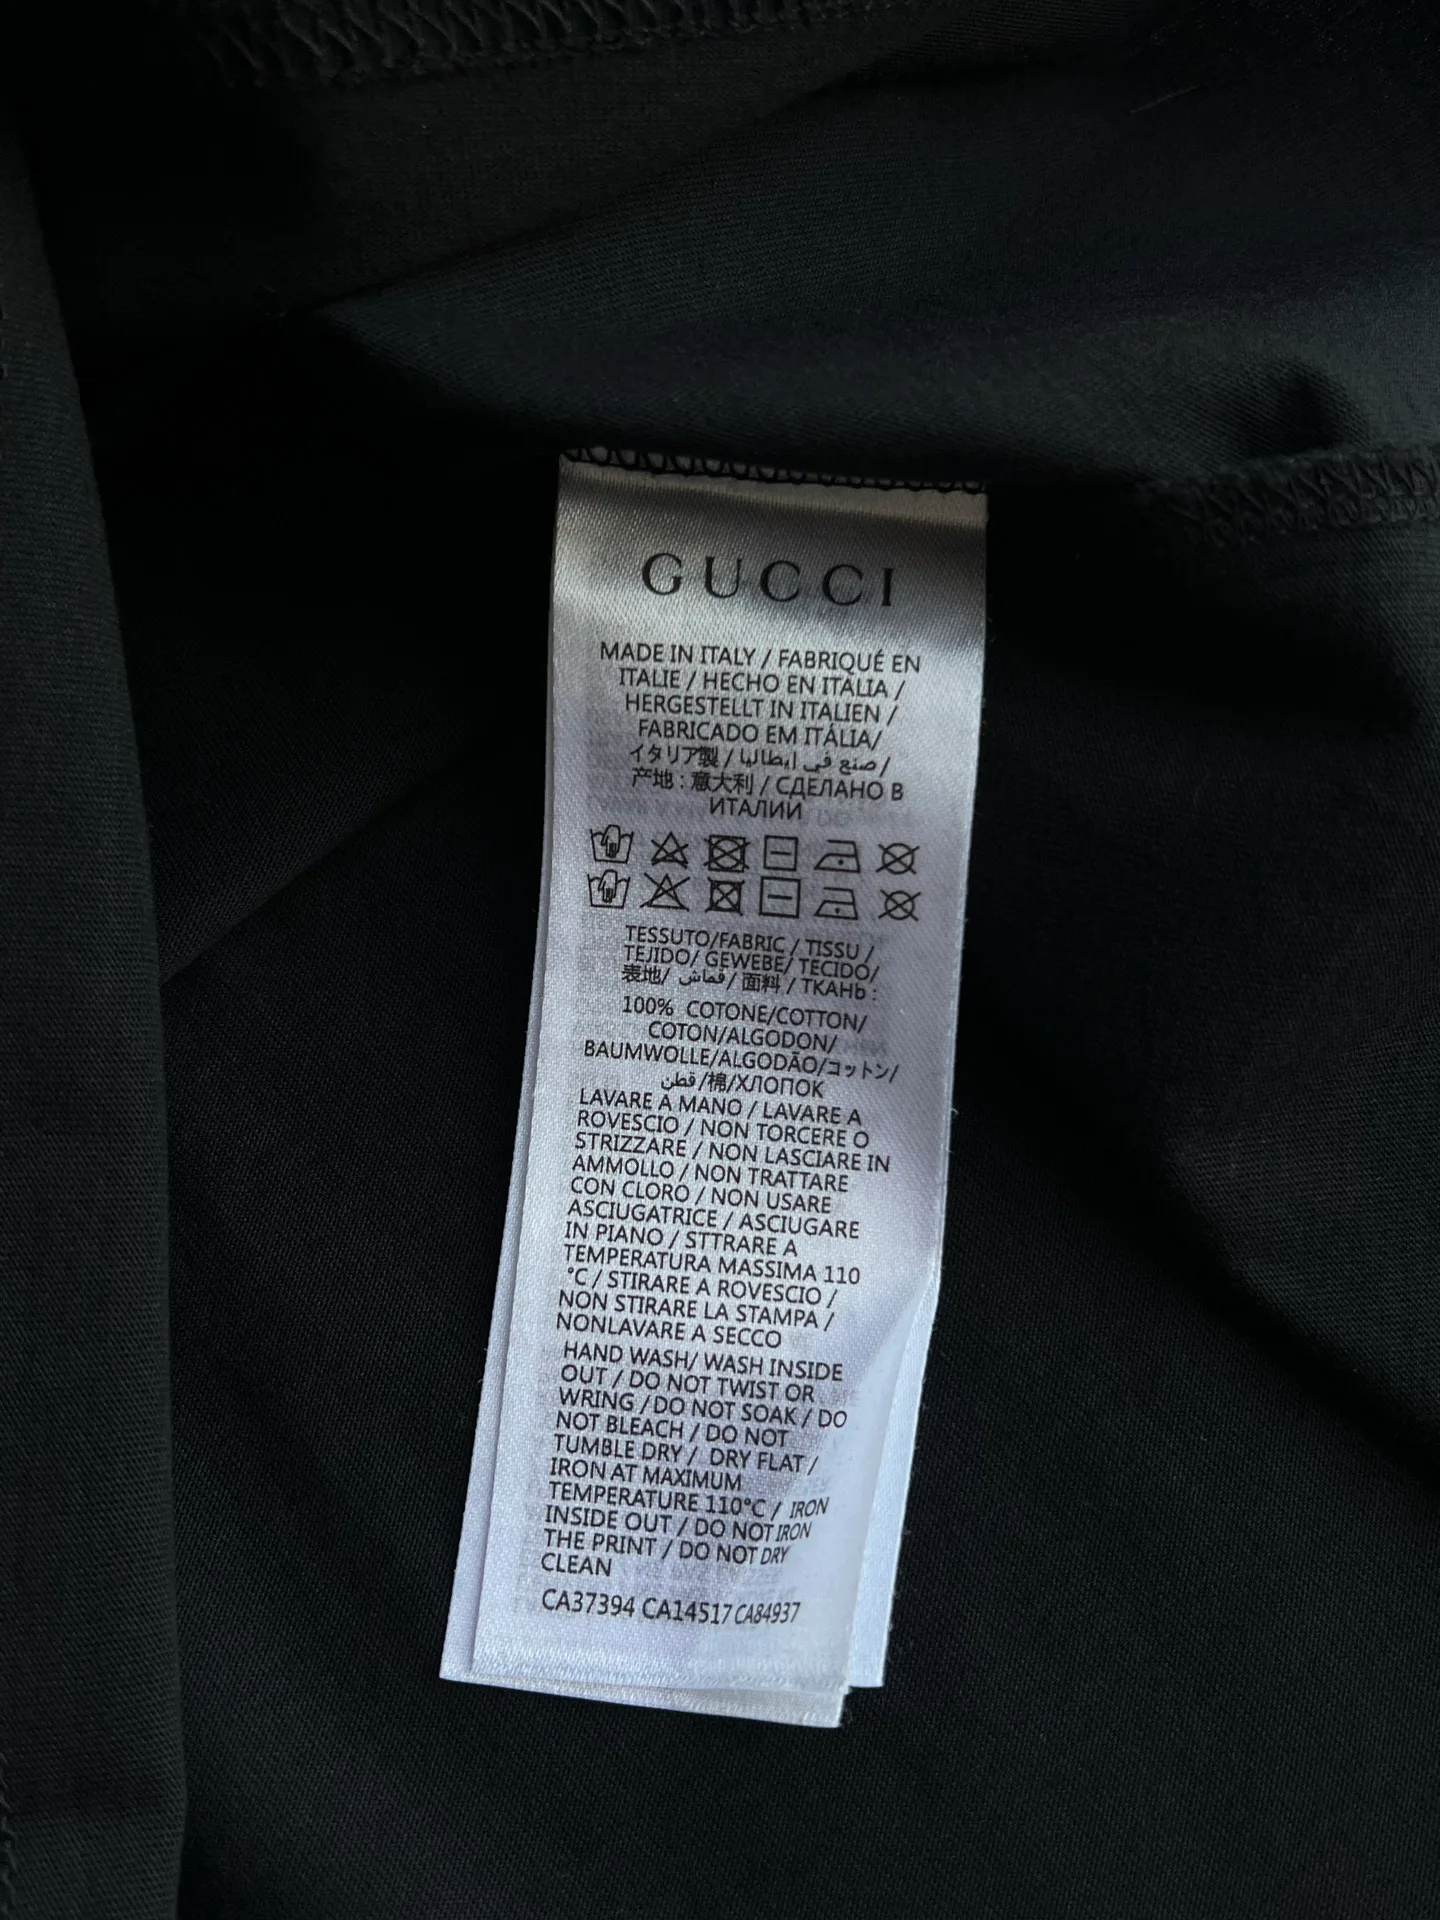 GUCCI
MADE IN ITALY / FABRIQUÉ EN
ITALIE / HECHO EN ITALIA /
HERGESTELLT IN ITALIEN /
FABRICADO EM ITÁLIA/
イタリア製 / صنع في ايطاليا /
产地 : 意大利 / СДЕЛАНО В
ИТАЛИИ
TESSUTO/FABRIC / TISSU /
TEJIDO/ GEWEBE/ TECIDO/
表地/ قماش / 面料 / ТКАНЬ :
100% COTONE/COTTON/
COTON/ALGODON/
BAUMWOLLE/ALGODÃO/コットン/
قطن /棉/ХЛОПОК
LAVARE A MANO / LAVARE A
ROVESCIO / NON TORCERE O
STRIZZARE / NON LASCIARE IN
AMMOLLO / NON TRATTARE
CON CLORO / NON USARE
ASCIUGATRICE / ASCIUGARE
IN PIANO / STTRARE A
TEMPERATURA MASSIMA 110
°C / STIRARE A ROVESCIO /
NON STIRARE LA STAMPA /
NONLAVARE A SECCO
HAND WASH/ WASH INSIDE
OUT / DO NOT TWIST OR
WRING /DO NOT SOAK / DO
NOT BLEACH / DO NOT
TUMBLE DRY / DRY FLAT /
IRON AT MAXIMUM
TEMPERATURE 110°C / IRON
INSIDE OUT / DO NOT IRON
THE PRINT / DO NOT DRY
CLEAN
CA37394 CA14517 CA84937